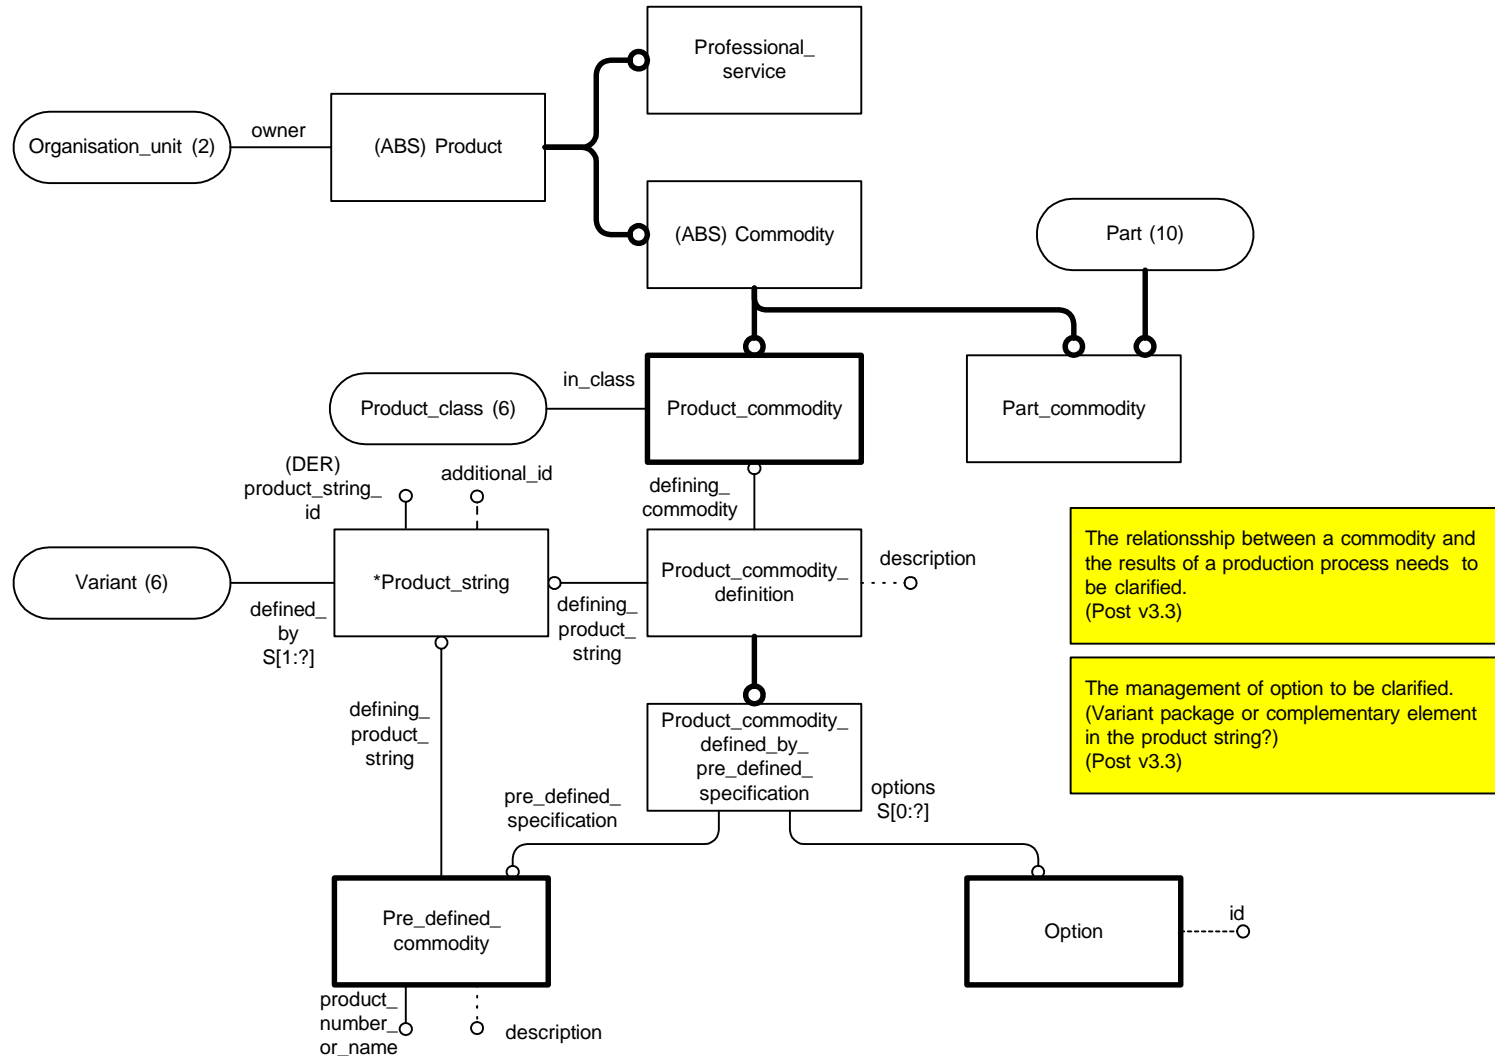 Professional_
service
Organisation_unit (2)
owner
(ABS) Product
(ABS) Commodity
Part (10)
Product_class (6)
in_class
Product_commodity
Part_commodity
(DER)
product_string_
id
additional_id
defining_
commodity
Variant (6)
defined_
by
S[1:?]
*Product_string
defining_
product_
string
Product_commodity_
definition
description
The relationsship between a commodity and
the results of a production process needs to
be clarified.
(Post v3.3)
The management of option to be clarified.
(Variant package or complementary element
in the product string?)
(Post v3.3)
defining_
product_
string
Product_commodity_
defined_by_
pre_defined_
specification
options
S[0:?]
pre_defined_
specification
Pre_defined_
commodity
Option
id
product_
number_
or_name
description